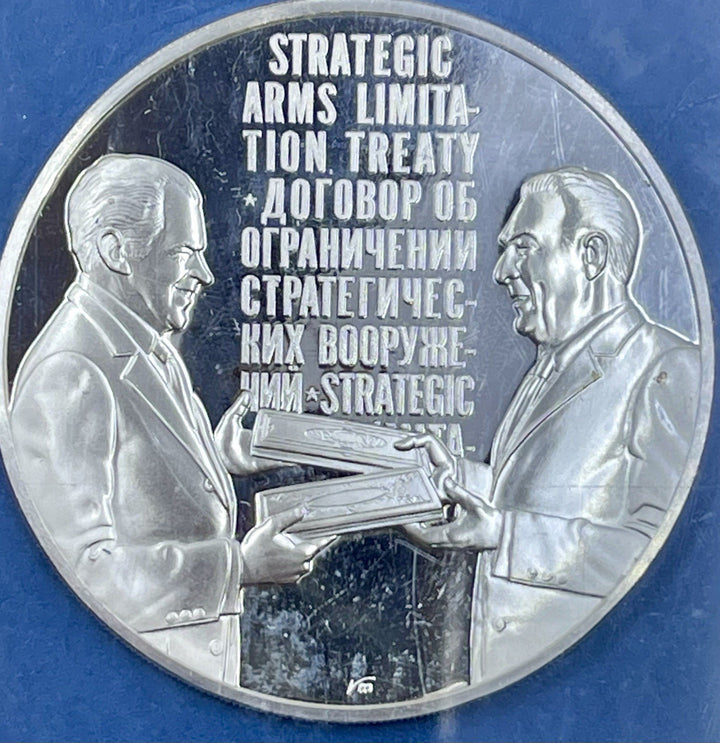 STRATEGIC
ARMS LIMITA-
TION TREATY
* ДОГОВОР ОБ
ОГРАНИЧЕНИИ
СТРАТЕГИЧЕС-
КИХ ВООРУЖЕ-
НИЙ * STRATEGIC